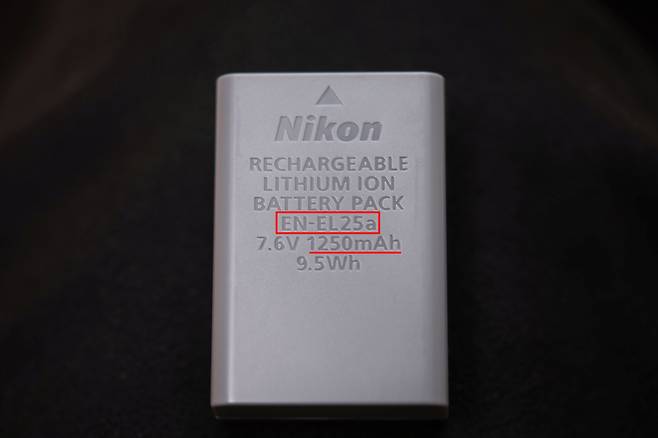 Nikon
RECHARGEABLE
LITHIUM ION
BATTERY PACK
EN-EL25a
7.6V 1250mAh
9.5Wh